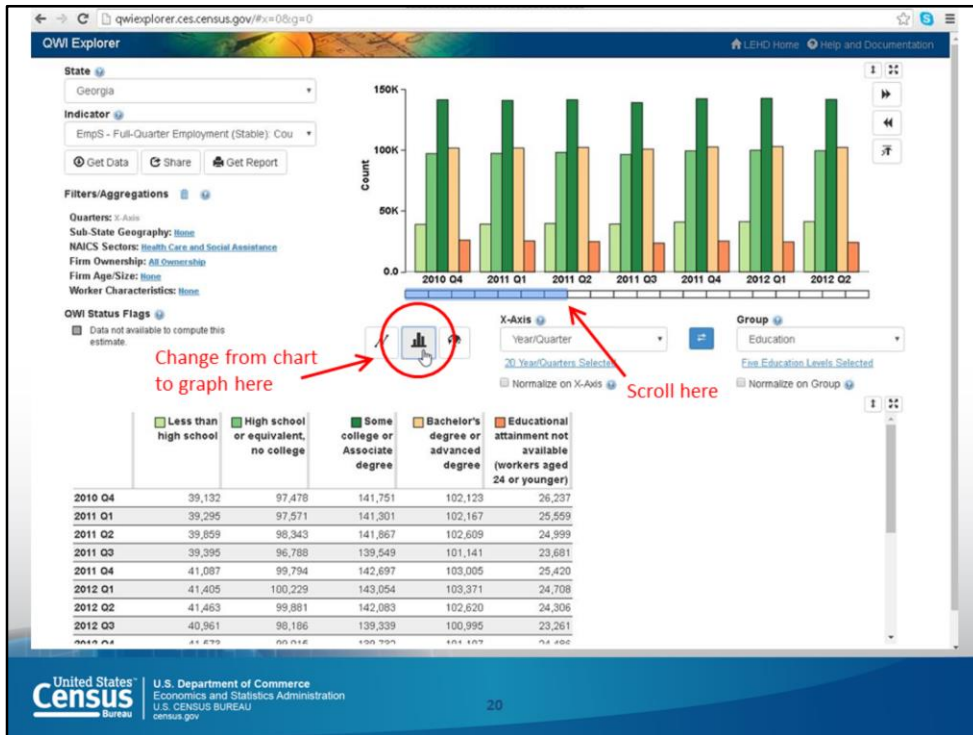 qwiexplorer.ces.census.gov/#x=0&g=0
QWI Explorer
LEHD Home Help and Documentation
State
Georgia
Indicator
EmpS - Full-Quarter Employment (Stable): Cou
Get Data Share Get Report
Filters/Aggregations
Quarters: X-Axis
Sub-State Geography: None
NAICS Sectors: Health Care and Social Assistance
Firm Ownership: All Ownership
Firm Age/Size: None
Worker Characteristics: None
QWI Status Flags
Data not available to compute this
estimate.
Count
150K
100K
50K
0.0
2010 Q4 2011 Q1 2011 Q2 2011 Q3 2011 Q4 2012 Q1 2012 Q2
Change from chart
to graph here
Scroll here
X-Axis
Year/Quarter
20 Year/Quarters Selected
Normalize on X-Axis
Group
Education
Five Education Levels Selected
Normalize on Group
Less than
high school
High school
or equivalent,
no college
Some
college or
Associate
degree
Bachelor's
degree or
advanced
degree
Educational
attainment not
available
(workers aged
24 or younger)
2010 Q4 39,132 97,478 141,751 102,123 26,237
2011 Q1 39,295 97,571 141,301 102,167 25,559
2011 Q2 39,859 98,343 141,867 102,609 24,999
2011 Q3 39,395 96,788 139,549 101,141 23,681
2011 Q4 41,087 99,794 142,697 103,005 25,420
2012 Q1 41,405 100,229 143,054 103,371 24,708
2012 Q2 41,463 99,881 142,083 102,620 24,306
2012 Q3 40,961 98,186 139,339 100,995 23,261
United States™
Census
Bureau
U.S. Department of Commerce
Economics and Statistics Administration
U.S. CENSUS BUREAU
census.gov
20